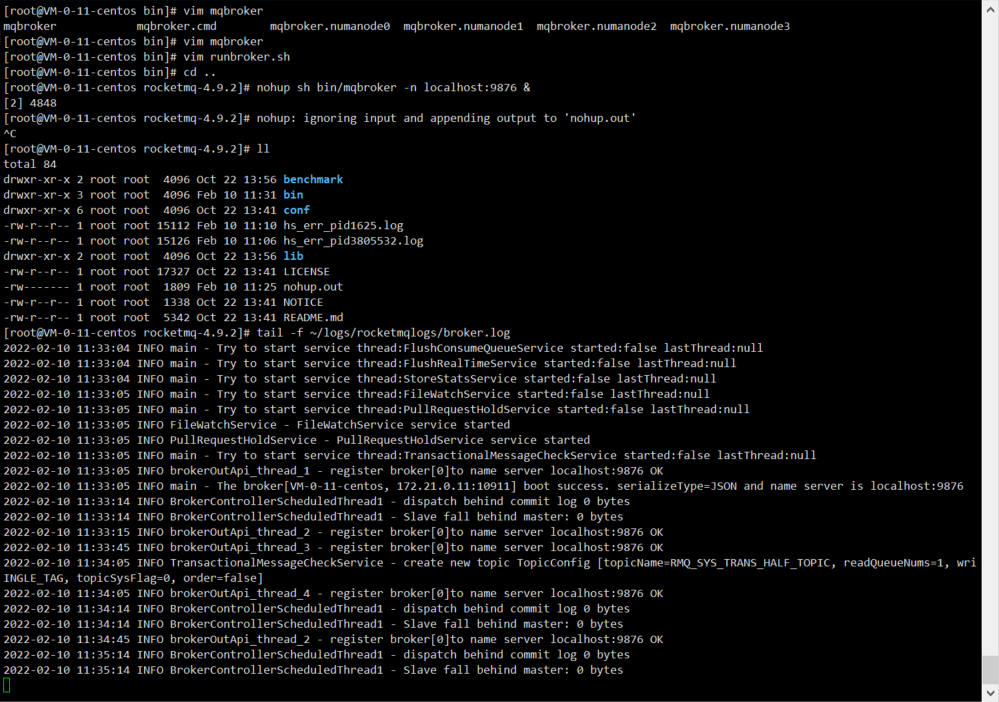 [root@VM-0-11-centos bin]# vim mqbroker
mqbroker            mqbroker.cmd        mqbroker.numanode0  mqbroker.numanode1  mqbroker.numanode2  mqbroker.numanode3
[root@VM-0-11-centos bin]# vim mqbroker
[root@VM-0-11-centos bin]# vim runbroker.sh
[root@VM-0-11-centos bin]# cd ..
[root@VM-0-11-centos rocketmq-4.9.2]# nohup sh bin/mqbroker -n localhost:9876 &
[2] 4848
[root@VM-0-11-centos rocketmq-4.9.2]# nohup: ignoring input and appending output to 'nohup.out'
^C
[root@VM-0-11-centos rocketmq-4.9.2]# ll
total 84
drwxr-xr-x 2 root root  4096 Oct 22 13:56 benchmark
drwxr-xr-x 3 root root  4096 Feb 10 11:31 bin
drwxr-xr-x 6 root root  4096 Oct 22 13:41 conf
-rw-r--r-- 1 root root 15112 Feb 10 11:10 hs_err_pid1625.log
-rw-r--r-- 1 root root 15126 Feb 10 11:06 hs_err_pid3805532.log
drwxr-xr-x 2 root root  4096 Oct 22 13:56 lib
-rw-r--r-- 1 root root 17327 Oct 22 13:41 LICENSE
-rw------- 1 root root  1809 Feb 10 11:25 nohup.out
-rw-r--r-- 1 root root  1338 Oct 22 13:41 NOTICE
-rw-r--r-- 1 root root  5342 Oct 22 13:41 README.md
[root@VM-0-11-centos rocketmq-4.9.2]# tail -f ~/logs/rocketmqlogs/broker.log
2022-02-10 11:33:04 INFO main - Try to start service thread:FlushConsumeQueueService started:false lastThread:null
2022-02-10 11:33:04 INFO main - Try to start service thread:FlushRealTimeService started:false lastThread:null
2022-02-10 11:33:04 INFO main - Try to start service thread:StoreStatsService started:false lastThread:null
2022-02-10 11:33:05 INFO main - Try to start service thread:FileWatchService started:false lastThread:null
2022-02-10 11:33:05 INFO main - Try to start service thread:PullRequestHoldService started:false lastThread:null
2022-02-10 11:33:05 INFO FileWatchService - FileWatchService service started
2022-02-10 11:33:05 INFO PullRequestHoldService - PullRequestHoldService service started
2022-02-10 11:33:05 INFO main - Try to start service thread:TransactionalMessageCheckService started:false lastThread:null
2022-02-10 11:33:05 INFO brokerOutApi_thread_1 - register broker[0]to name server localhost:9876 OK
2022-02-10 11:33:05 INFO main - The broker[VM-0-11-centos, 172.21.0.11:10911] boot success. serializeType=JSON and name server is localhost:9876
2022-02-10 11:33:14 INFO BrokerControllerScheduledThread1 - dispatch behind commit log 0 bytes
2022-02-10 11:33:14 INFO BrokerControllerScheduledThread1 - Slave fall behind master: 0 bytes
2022-02-10 11:33:15 INFO brokerOutApi_thread_2 - register broker[0]to name server localhost:9876 OK
2022-02-10 11:33:45 INFO brokerOutApi_thread_3 - register broker[0]to name server localhost:9876 OK
2022-02-10 11:34:05 INFO TransactionalMessageCheckService - create new topic TopicConfig [topicName=RMQ_SYS_TRANS_HALF_TOPIC, readQueueNums=1, wri
INGLE_TAG, topicSysFlag=0, order=false]
2022-02-10 11:34:05 INFO brokerOutApi_thread_4 - register broker[0]to name server localhost:9876 OK
2022-02-10 11:34:14 INFO BrokerControllerScheduledThread1 - dispatch behind commit log 0 bytes
2022-02-10 11:34:14 INFO BrokerControllerScheduledThread1 - Slave fall behind master: 0 bytes
2022-02-10 11:34:45 INFO brokerOutApi_thread_2 - register broker[0]to name server localhost:9876 OK
2022-02-10 11:35:14 INFO BrokerControllerScheduledThread1 - dispatch behind commit log 0 bytes
2022-02-10 11:35:14 INFO BrokerControllerScheduledThread1 - Slave fall behind master: 0 bytes